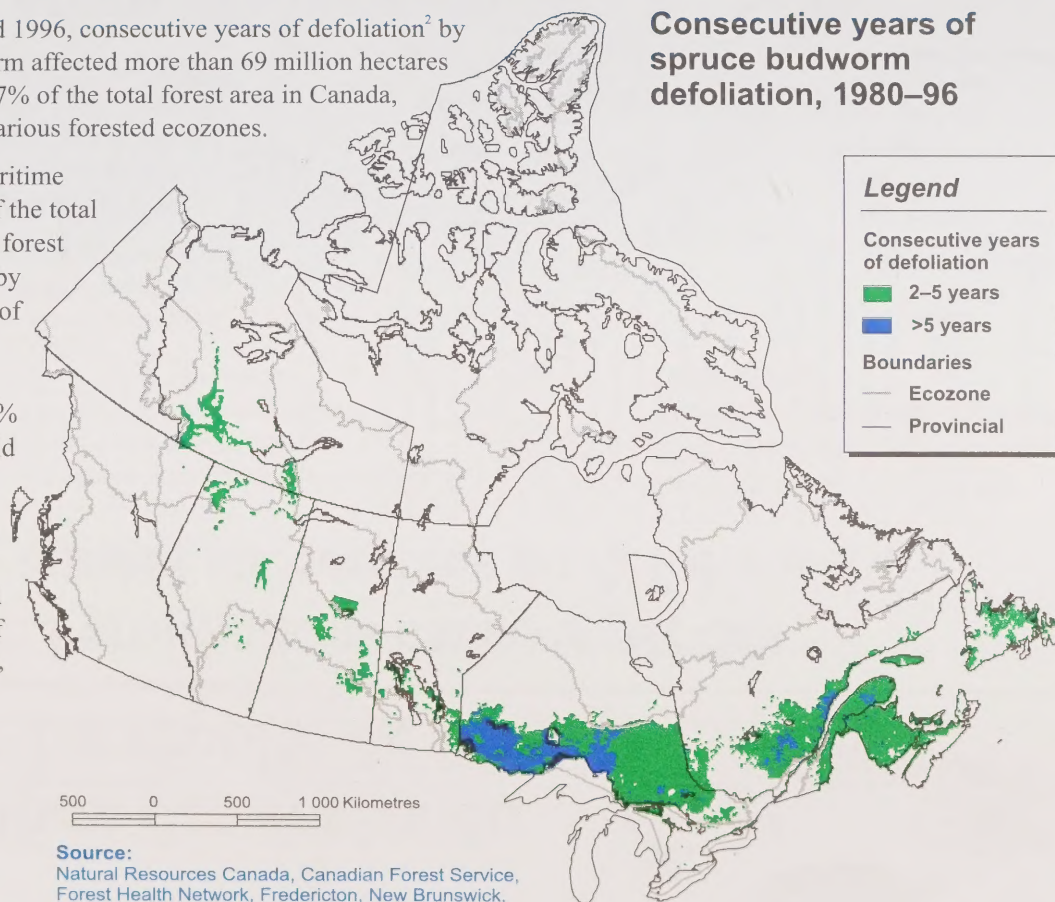 d 1996, consecutive years of defoliation² by
rm affected more than 69 million hectares
7% of the total forest area in Canada,
arious forested ecozones.
ritime
f the total
forest
by
of
%
d
f
Consecutive years of
spruce budworm
defoliation, 1980–96
Legend
Consecutive years
of defoliation
2–5 years
>5 years
Boundaries
Ecozone
Provincial
500 0 500 1 000 Kilometres
Source:
Natural Resources Canada, Canadian Forest Service,
Forest Health Network, Fredericton, New Brunswick.